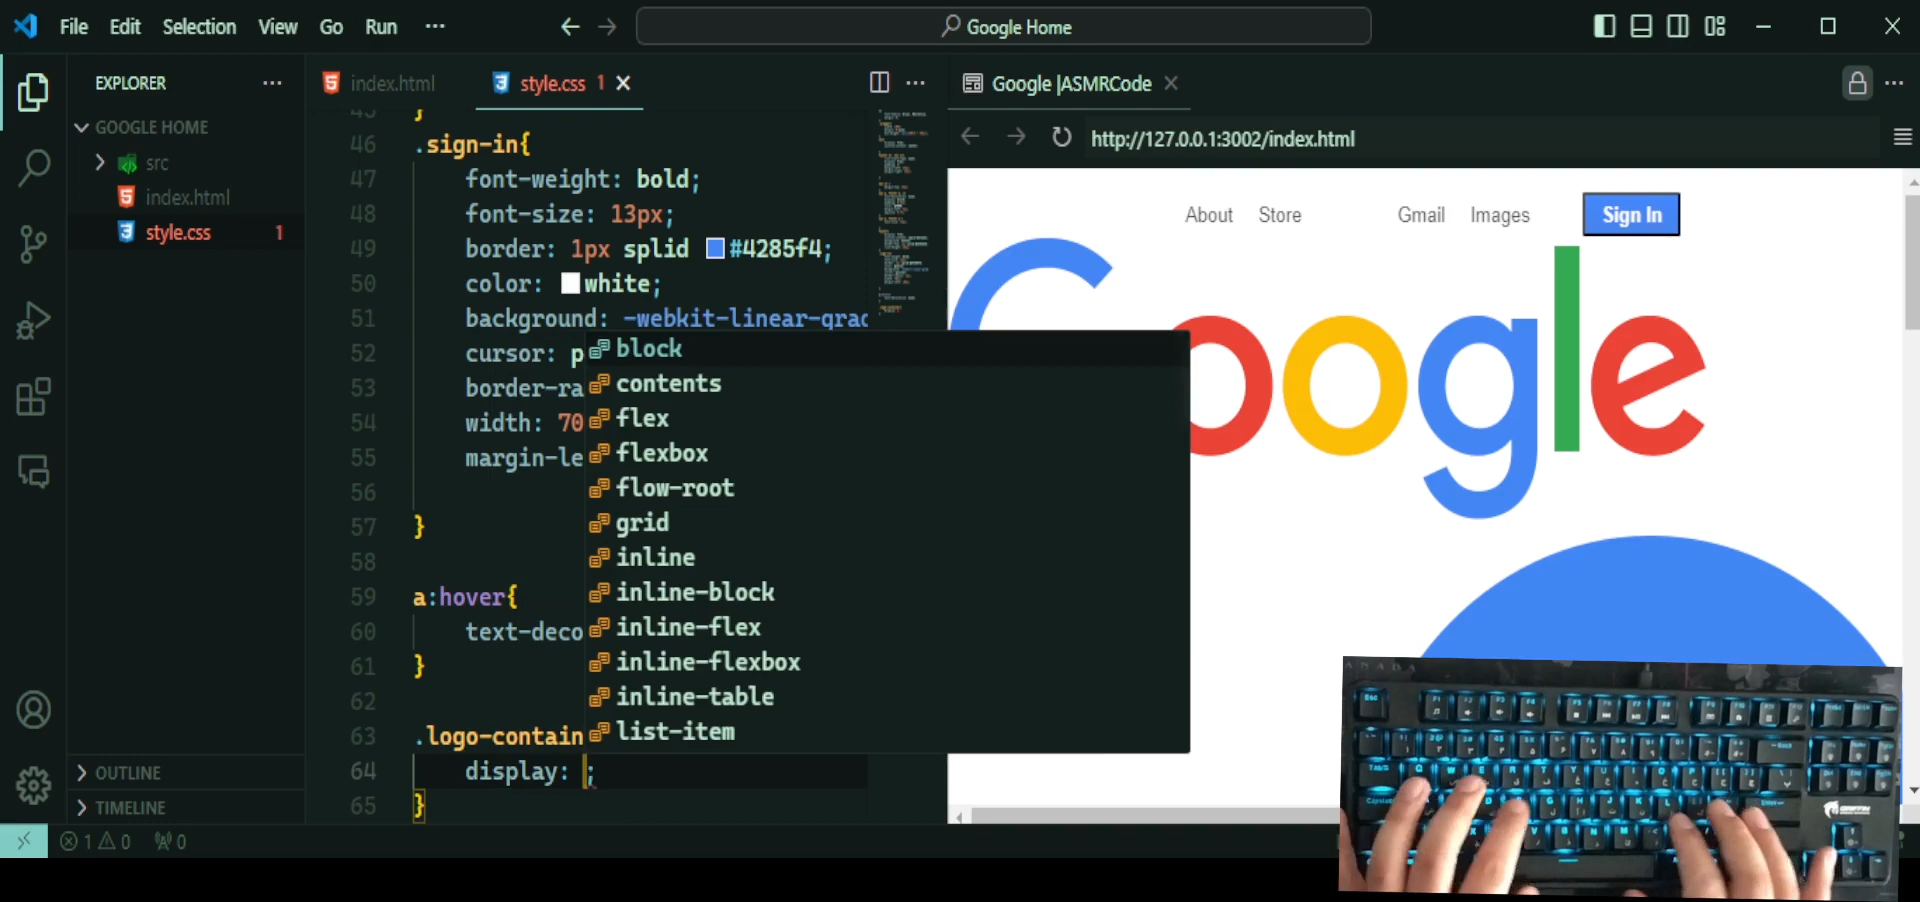 File Edit Selection View Go Run ···
Google Home
EXPLORER ···
GOOGLE HOME
src
index.html
style.css 1
OUTLINE
TIMELINE
1 0 0
index.html style.css 1
45 }
46 .sign-in{
47 font-weight: bold;
48 font-size: 13px;
49 border: 1px splid #4285f4;
50 color: white;
51 background: -webkit-linear-grad
52 cursor: p
53 border-ra
54 width: 70
55 margin-le
56
57 }
58
59 a:hover{
60 text-deco
61 }
62
63 .logo-contain
64 display: ;
65 }
block
contents
flex
flexbox
flow-root
grid
inline
inline-block
inline-flex
inline-flexbox
inline-table
list-item
Google |ASMRCode
http://127.0.0.1:3002/index.html
About Store Gmail Images Sign In
Google